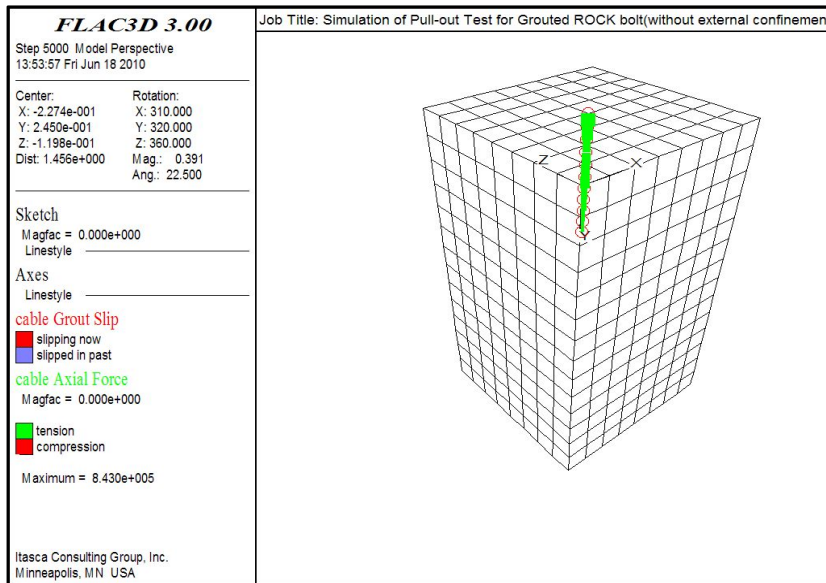 FLAC3D 3.00
Step 5000 Model Perspective
13:53:57 Fri Jun 18 2010
Center:
X: -2.274e-001
Y: 2.450e-001
Z: -1.198e-001
Dist: 1.456e+000
Rotation:
X: 310.000
Y: 320.000
Z: 360.000
Mag.: 0.391
Ang.: 22.500
Sketch
Magfac = 0.000e+000
Linestyle
Axes
Linestyle
cable Grout Slip
slipping now
slipped in past
cable Axial Force
Magfac = 0.000e+000
tension
compression
Maximum = 8.430e+005
Itasca Consulting Group, Inc.
Minneapolis, MN USA
Job Title: Simulation of Pull-out Test for Grouted ROCK bolt(without external confinemen
Z
X
Y